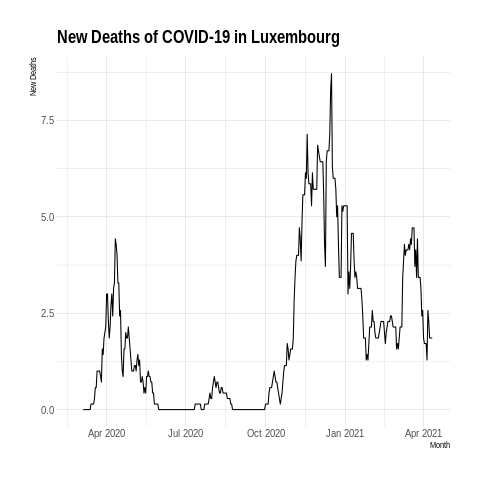 New Deaths of COVID-19 in Luxembourg
New Deaths
7.5
5.0
2.5
0.0
Apr 2020
Jul 2020
Oct 2020
Jan 2021
Apr 2021
Month